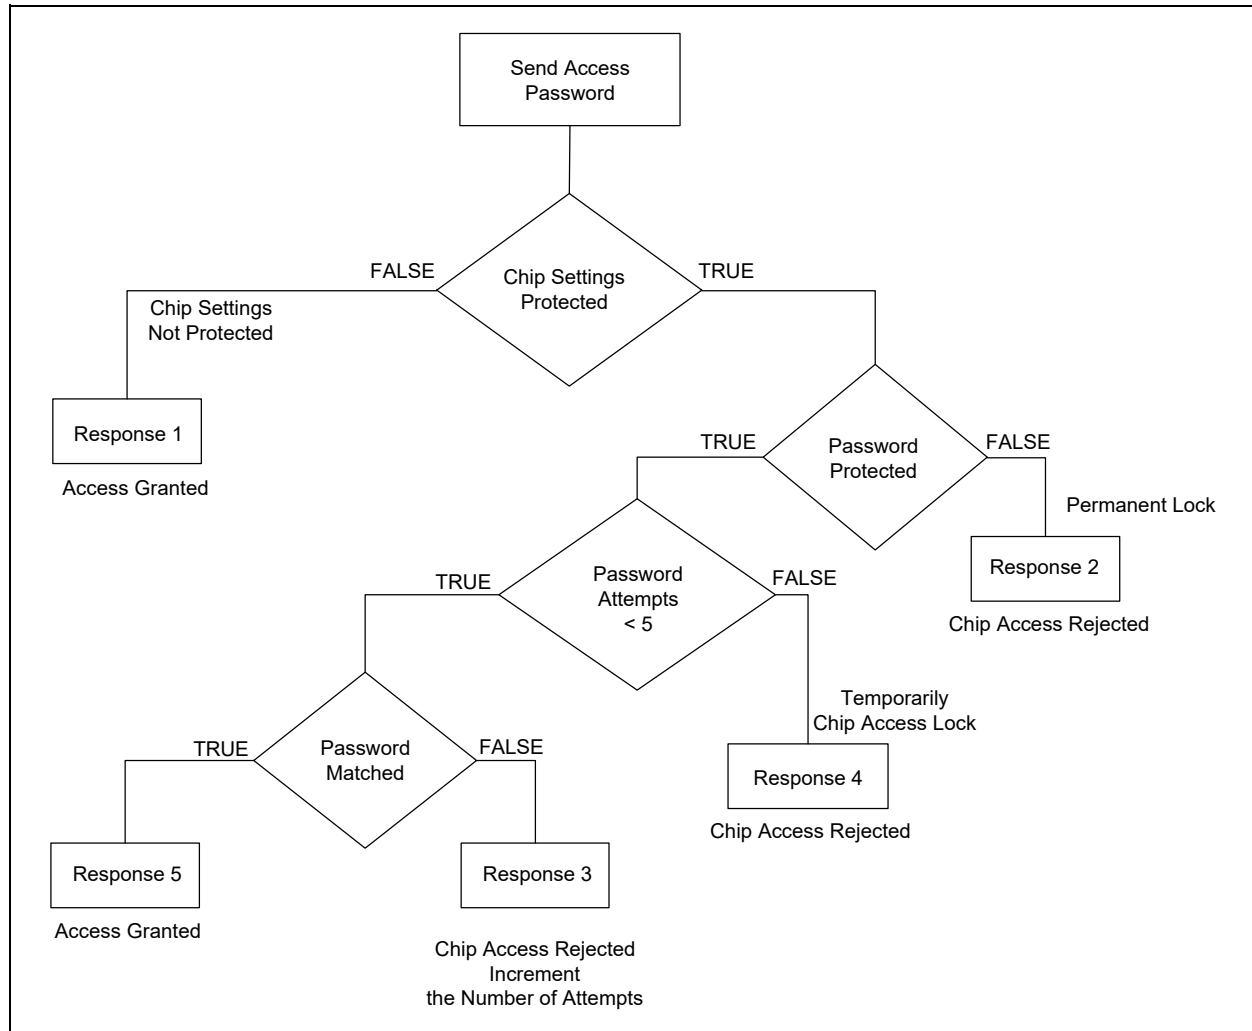 Send Access
Password
FALSE
Chip Settings
Protected
TRUE
Chip Settings
Not Protected
Response 1
Access Granted
TRUE
Password
Protected
FALSE
Permanent Lock
Response 2
Chip Access Rejected
TRUE
Password
Attempts
< 5
FALSE
Temporarily
Chip Access Lock
Response 4
Chip Access Rejected
TRUE
Password
Matched
FALSE
Response 5
Access Granted
Response 3
Chip Access Rejected
Increment
the Number of Attempts